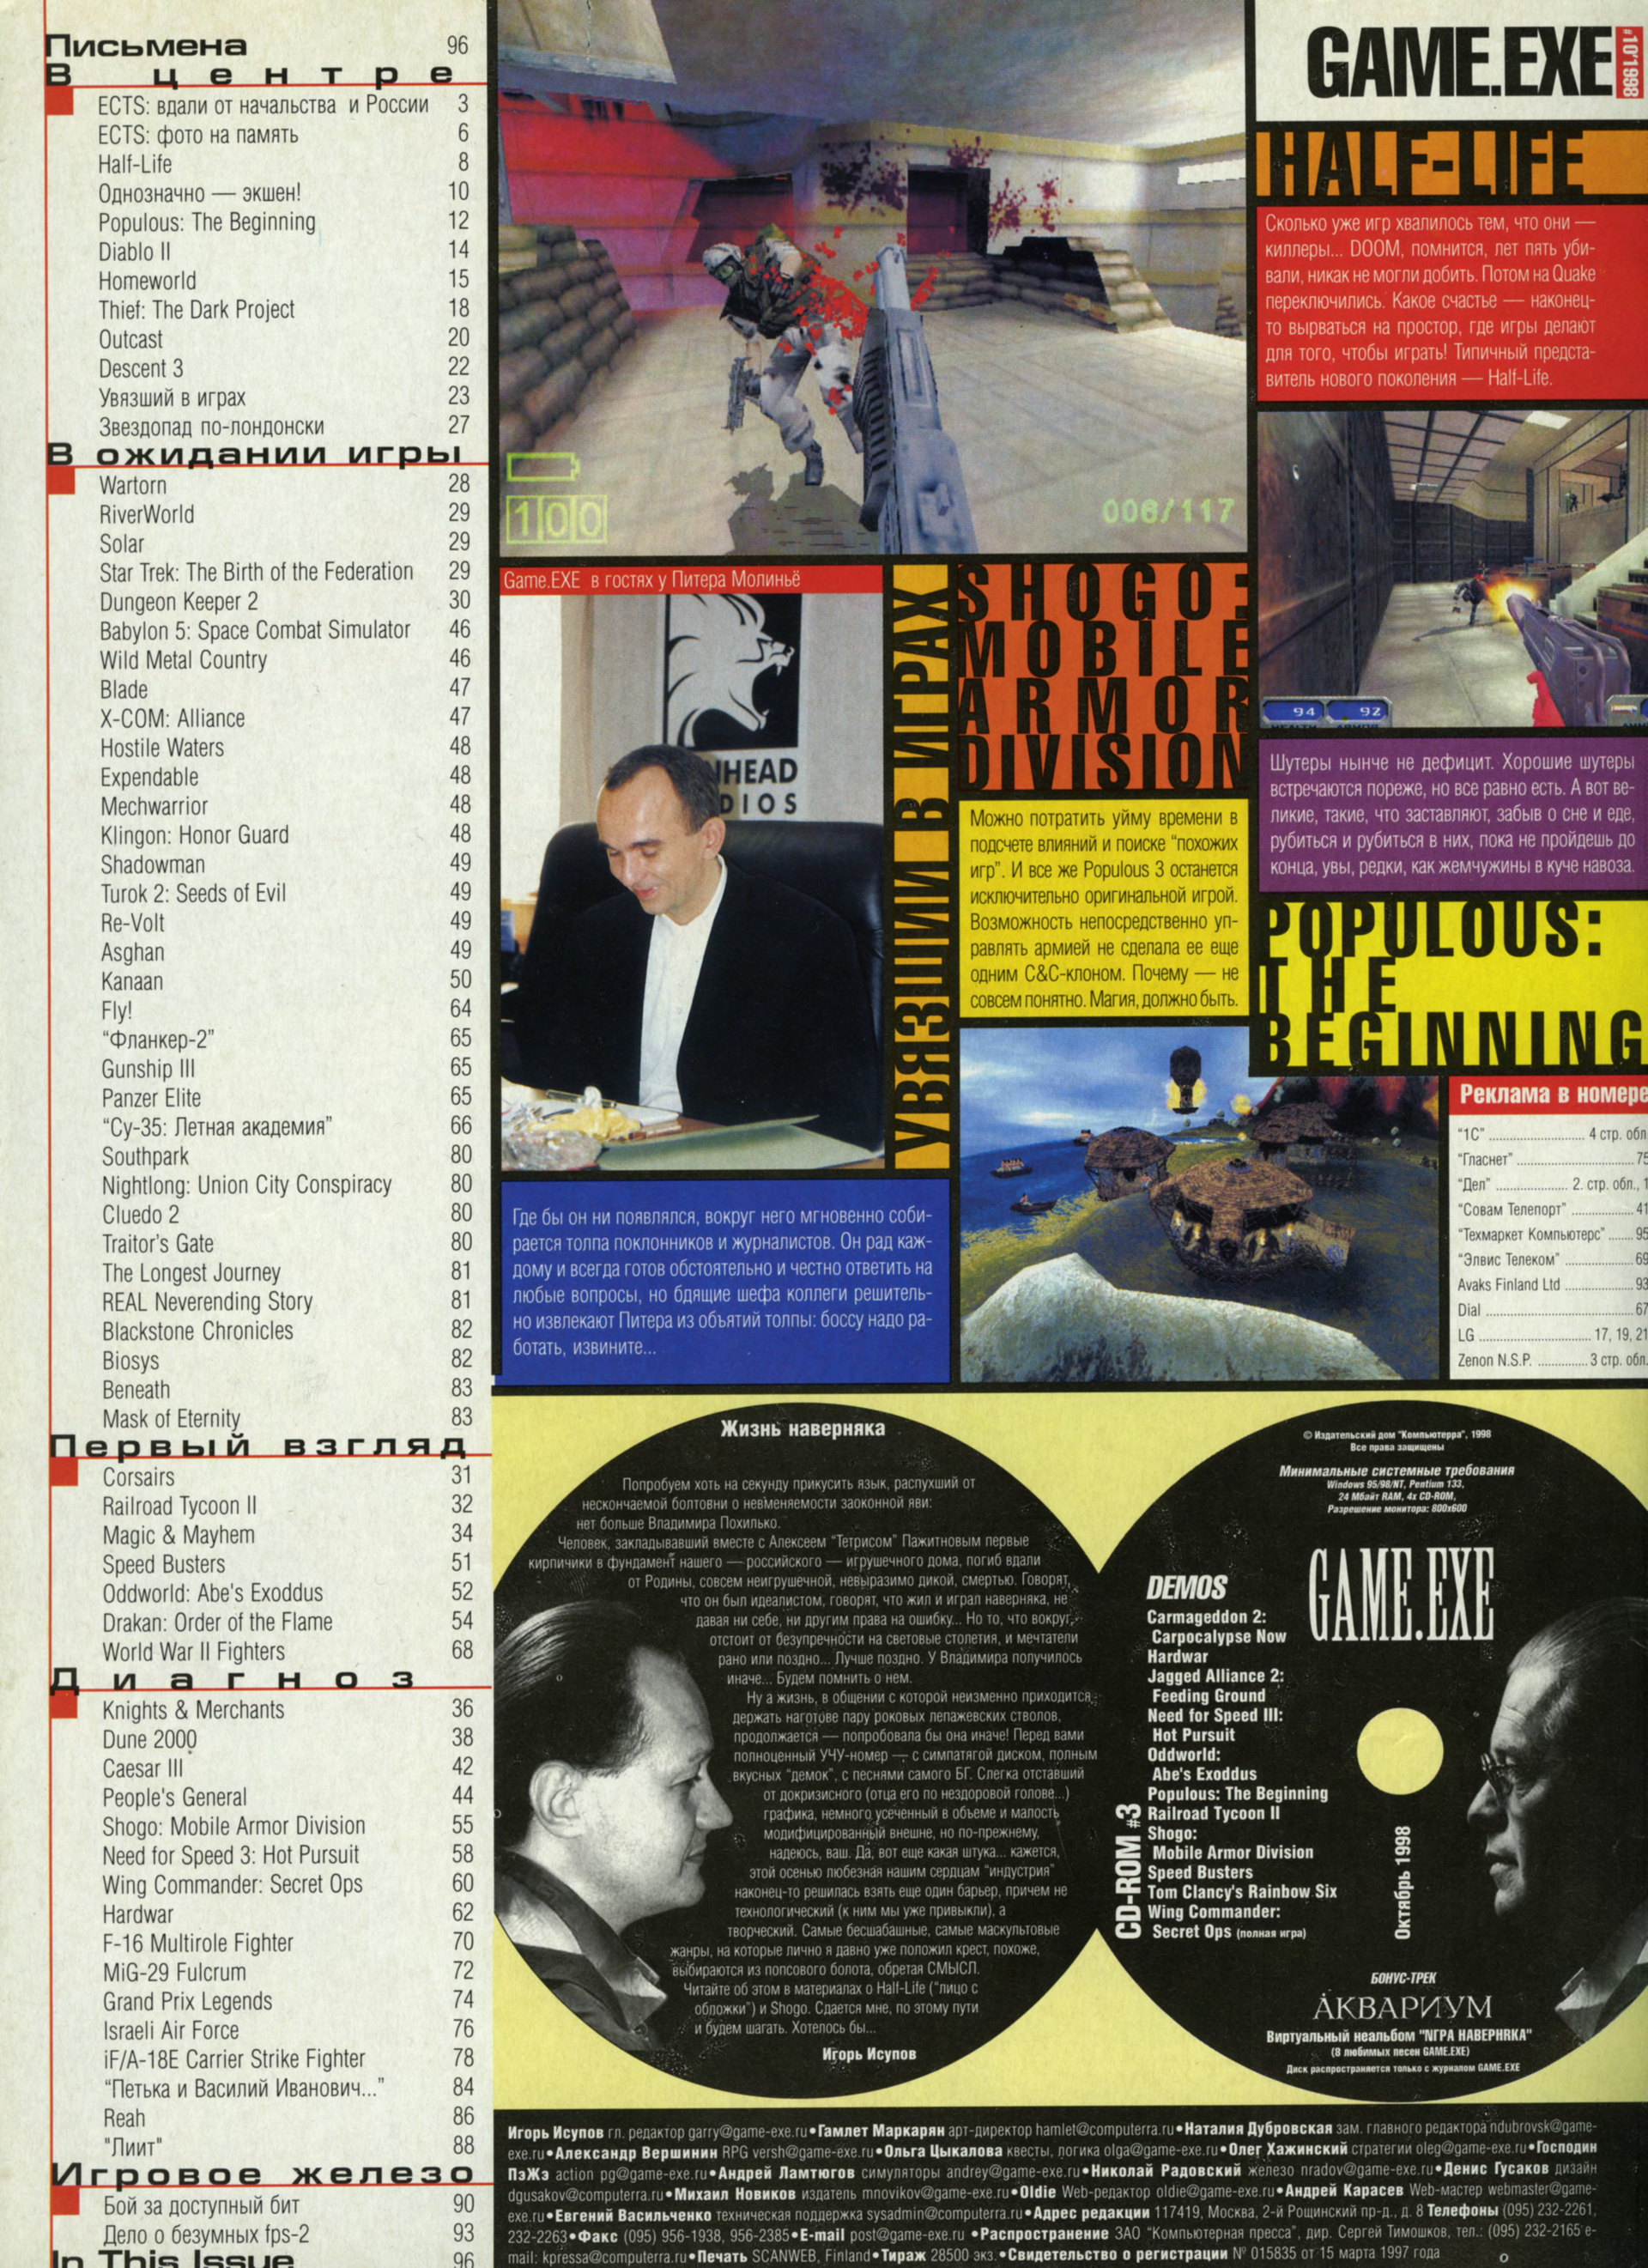 Письмена 96
В центре
ECTS: вдали от начальства и России 3
ECTS: фото на память 6
Half-Life 8
Однозначно — экшен! 10
Populous: The Beginning 12
Diablo II 14
Homeworld 15
Thief: The Dark Project 18
Outcast 20
Descent 3 22
Увязший в играх 23
Звездопад по-лондонски 27
В ожидании игры
Wartorn 28
RiverWorld 29
Solar 29
Star Trek: The Birth of the Federation 29
Dungeon Keeper 2 30
Babylon 5: Space Combat Simulator 46
Wild Metal Country 46
Blade 47
X-COM: Alliance 47
Hostile Waters 48
Expendable 48
Mechwarrior 48
Klingon: Honor Guard 48
Shadowman 49
Turok 2: Seeds of Evil 49
Re-Volt 49
Asghan 49
Kanaan 50
Fly! 64
“Фланкер-2” 65
Gunship III 65
Panzer Elite 65
“Су-35: Летная академия” 66
Southpark 80
Nightlong: Union City Conspiracy 80
Cluedo 2 80
Traitor's Gate 80
The Longest Journey 81
REAL Neverending Story 81
Blackstone Chronicles 82
Biosys 82
Beneath 83
Mask of Eternity 83
Первый взгляд
Corsairs 31
Railroad Tycoon II 32
Magic & Mayhem 34
Speed Busters 51
Oddworld: Abe's Exoddus 52
Drakan: Order of the Flame 54
World War II Fighters 68
Диагноз
Knights & Merchants 36
Dune 2000 38
Caesar III 42
People's General 44
Shogo: Mobile Armor Division 55
Need for Speed 3: Hot Pursuit 58
Wing Commander: Secret Ops 60
Hardwar 62
F-16 Multirole Fighter 70
MiG-29 Fulcrum 72
Grand Prix Legends 74
Israeli Air Force 76
iF/A-18E Carrier Strike Fighter 78
“Петька и Василий Иванович...” 84
Reah 86
"Лиит" 88
Игровое железо
Бой за доступный бит 90
Дело о безумных fps-2 93
In This Issue 96
100
006/117
GAME.EXE
#10'1998
HALF-LIFE
Сколько уже игр хвалилось тем, что они —
киллеры... DOOM, помнится, лет пять уби-
вали, никак не могли добить. Потом на Quake
переключились. Какое счастье — наконец-
то вырваться на простор, где игры делают
для того, чтобы играть! Типичный предста-
витель нового поколения — Half-Life.
94 92
Game.EXE в гостях у Питера Молиньё
NHEAD
DIOS
УВЯЗШИЙ В ИГРАХ
SHOGO:
MOBILE
ARMOR
DIVISION
Шутеры нынче не дефицит. Хорошие шутеры
встречаются пореже, но все равно есть. А вот ве-
ликие, такие, что заставляют, забыв о сне и еде,
рубиться и рубиться в них, пока не пройдешь до
конца, увы, редки, как жемчужины в куче навоза.
Можно потратить уйму времени в
подсчете влияний и поиске “похожих
игр”. И все же Populous 3 останется
исключительно оригинальной игрой.
Возможность непосредственно уп-
равлять армией не сделала ее еще
одним C&C-клоном. Почему — не
совсем понятно. Магия, должно быть.
POPULOUS:
THE
BEGINNING
Реклама в номере
“1С” 4 стр. обл
“Гласнет” 75
“Дел” 2. стр. обл., 1
“Совам Телепорт” 41
“Техмаркет Компьютерс” 95
“Элвис Телеком” 69
Avaks Finland Ltd 93
Dial 67
LG 17, 19, 21
Zenon N.S.P. 3 стр. обл.
Где бы он ни появлялся, вокруг него мгновенно соби-
рается толпа поклонников и журналистов. Он рад каж-
дому и всегда готов обстоятельно и честно ответить на
любые вопросы, но бдящие шефа коллеги решитель-
но извлекают Питера из объятий толпы: боссу надо ра-
ботать, извините...
Жизнь наверняка
Попробуем хоть на секунду прикусить язык, распухший от
нескончаемой болтовни о невменяемости заоконной яви:
нет больше Владимира Похилько.
Человек, закладывавший вместе с Алексеем “Тетрисом” Пажитновым первые
кирпичики в фундамент нашего — российского — игрушечного дома, погиб вдали
от Родины, совсем неигрушечной, невыразимо дикой, смертью. Говорят,
что он был идеалистом, говорят, что жил и играл наверняка, не
давая ни себе, ни другим права на ошибку... Но то, что вокруг,
отстоит от безупречности на световые столетия, и мечтатели
рано или поздно... Лучше поздно. У Владимира получилось
иначе... Будем помнить о нем.
Ну а жизнь, в общении с которой неизменно приходится
держать наготове пару роковых лепажевских стволов,
продолжается — попробовала бы она иначе! Перед вами
полноценный УЧУ-номер — с симпатягой диском, полным
вкусных “демок”, с песнями самого БГ. Слегка отставший
от докризисного (отца его по нездоровой голове...)
графика, немного усеченный в объеме и малость
модифицированный внешне, но по-прежнему,
надеюсь, ваш. Да, вот еще какая штука... кажется,
этой осенью любезная нашим сердцам “индустрия”
наконец-то решилась взять еще один барьер, причем не
технологический (к ним мы уже привыкли), а
творческий. Самые бесшабашные, самые маскультовые
жанры, на которые лично я давно уже положил крест, похоже,
выбираются из попсового болота, обретая СМЫСЛ.
Читайте об этом в материалах о Half-Life (“лицо с
обложки”) и Shogo. Сдается мне, по этому пути
и будем шагать. Хотелось бы...
Игорь Исупов
© Издательский дом "Компьютерра", 1998
Все права защищены
Минимальные системные требования
Windows 95/98/NT, Pentium 133,
24 Мбайт RAM, 4x CD-ROM,
Разрешение монитора: 800x600
GAME.EXE
DEMOS
Carmageddon 2:
Carpocalypse Now
Hardwar
Jagged Alliance 2:
Feeding Ground
Need for Speed III:
Hot Pursuit
Oddworld:
Abe's Exoddus
Populous: The Beginning
Railroad Tycoon II
Shogo:
Mobile Armor Division
Speed Busters
Tom Clancy's Rainbow Six
Wing Commander:
Secret Ops (полная игра)
CD-ROM #3
Октябрь 1998
БОНУС-ТРЕК
АКВАРИУМ
Виртуальный неальбом "NГРА НАВЕРНЯКА"
(8 любимых песен GAME.EXE)
Диск распространяется только с журналом GAME.EXE
Игорь Исупов гл. редактор garry@game-exe.ru•Гамлет Маркарян арт-директор hamlet@computerra.ru•Наталия Дубровская зам. главного редактора ndubrovsk@game-
exe.ru•Александр Вершинин RPG versh@game-exe.ru•Ольга Цыкалова квесты, логика olga@game-exe.ru•Олег Хажинский стратегии oleg@game-exe.ru•Господин
ПэЖэ action pg@game-exe.ru•Андрей Ламтюгов симуляторы andrey@game-exe.ru•Николай Радовский железо nradov@game-exe.ru•Денис Гусаков дизайн
dgusakov@computerra.ru•Михаил Новиков издатель mnovikov@game-exe.ru•Oldie Web-редактор oldie@game-exe.ru•Андрей Карасев Web-мастер webmaster@game-
exe.ru•Евгений Васильченко техническая поддержка sysadmin@computerra.ru•Адрес редакции 117419, Москва, 2-й Рощинский пр-д., д. 8 Телефоны (095) 232-2261,
232-2263•Факс (095) 956-1938, 956-2385•E-mail post@game-exe.ru •Распространение ЗАО “Компьютерная пресса”, дир. Сергей Тимошков, тел.: (095) 232-2165 e-
mail: kpressa@computerra.ru•Печать SCANWEB, Finland•Тираж 28500 экз.•Свидетельство о регистрации № 015835 от 15 марта 1997 года